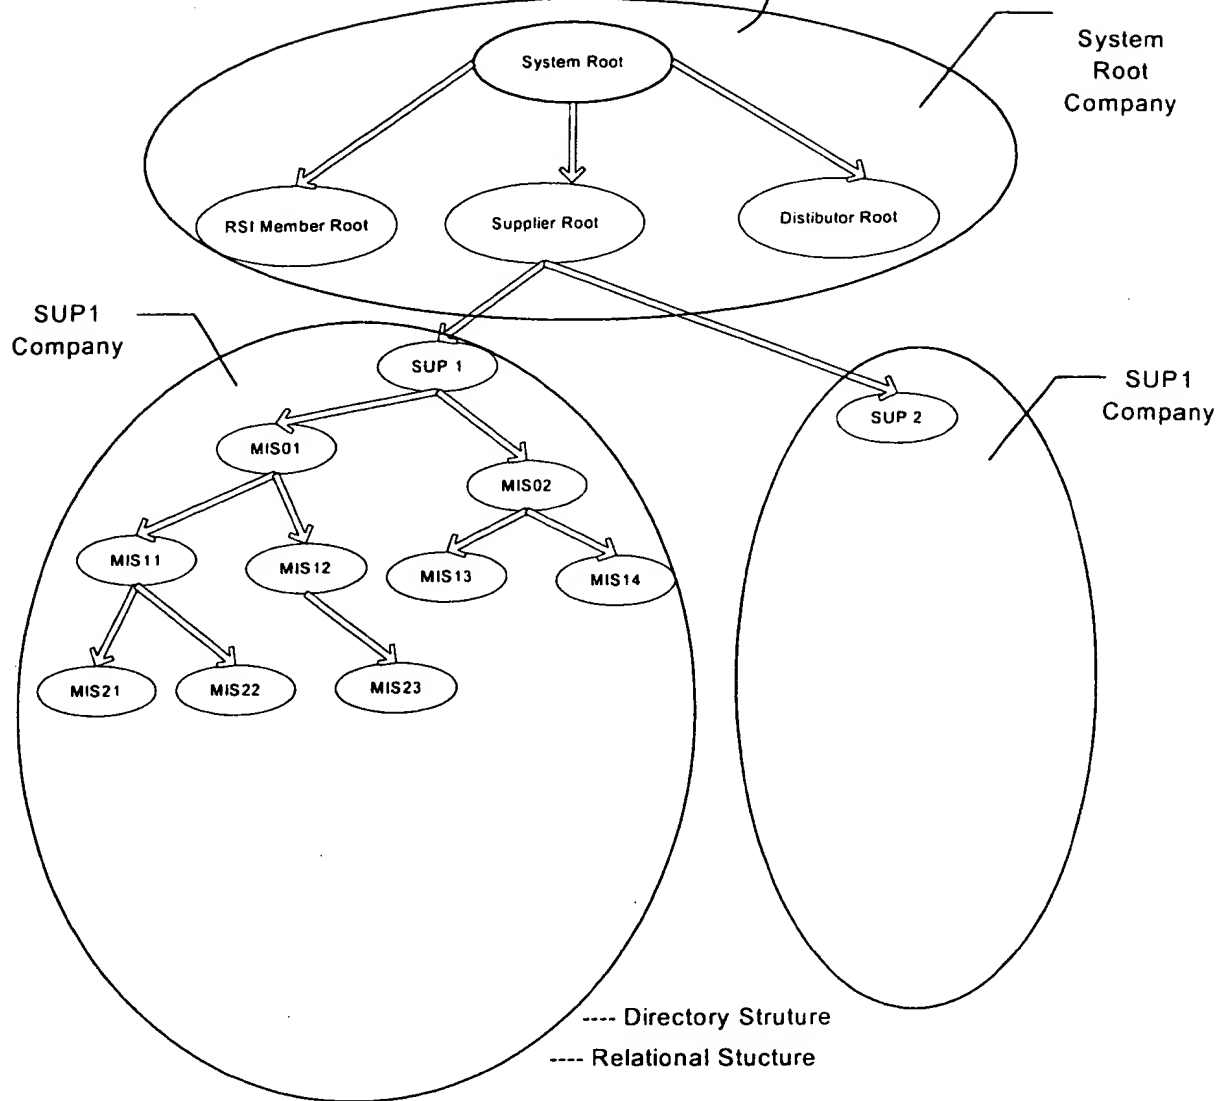 System Root
System
Root
Company
RSI Member Root
Supplier Root
Distibutor Root
SUP1
Company
SUP 1
SUP 2
SUP1
Company
MIS01
MIS02
MIS11
MIS12
MIS13
MIS14
MIS21
MIS22
MIS23
---- Directory Struture
---- Relational Stucture